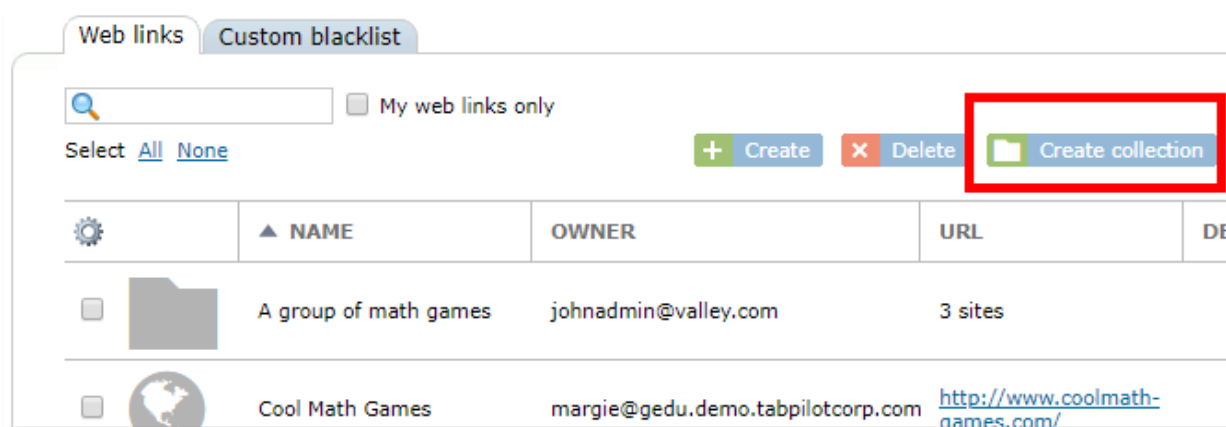 Web links Custom blacklist
My web links only
Select All None
Create Delete Create collection
NAME OWNER URL
A group of math games johnadmin@valley.com 3 sites
Cool Math Games margie@gedu.demo.tabpilotcorp.com http://www.coolmath-
games.com/